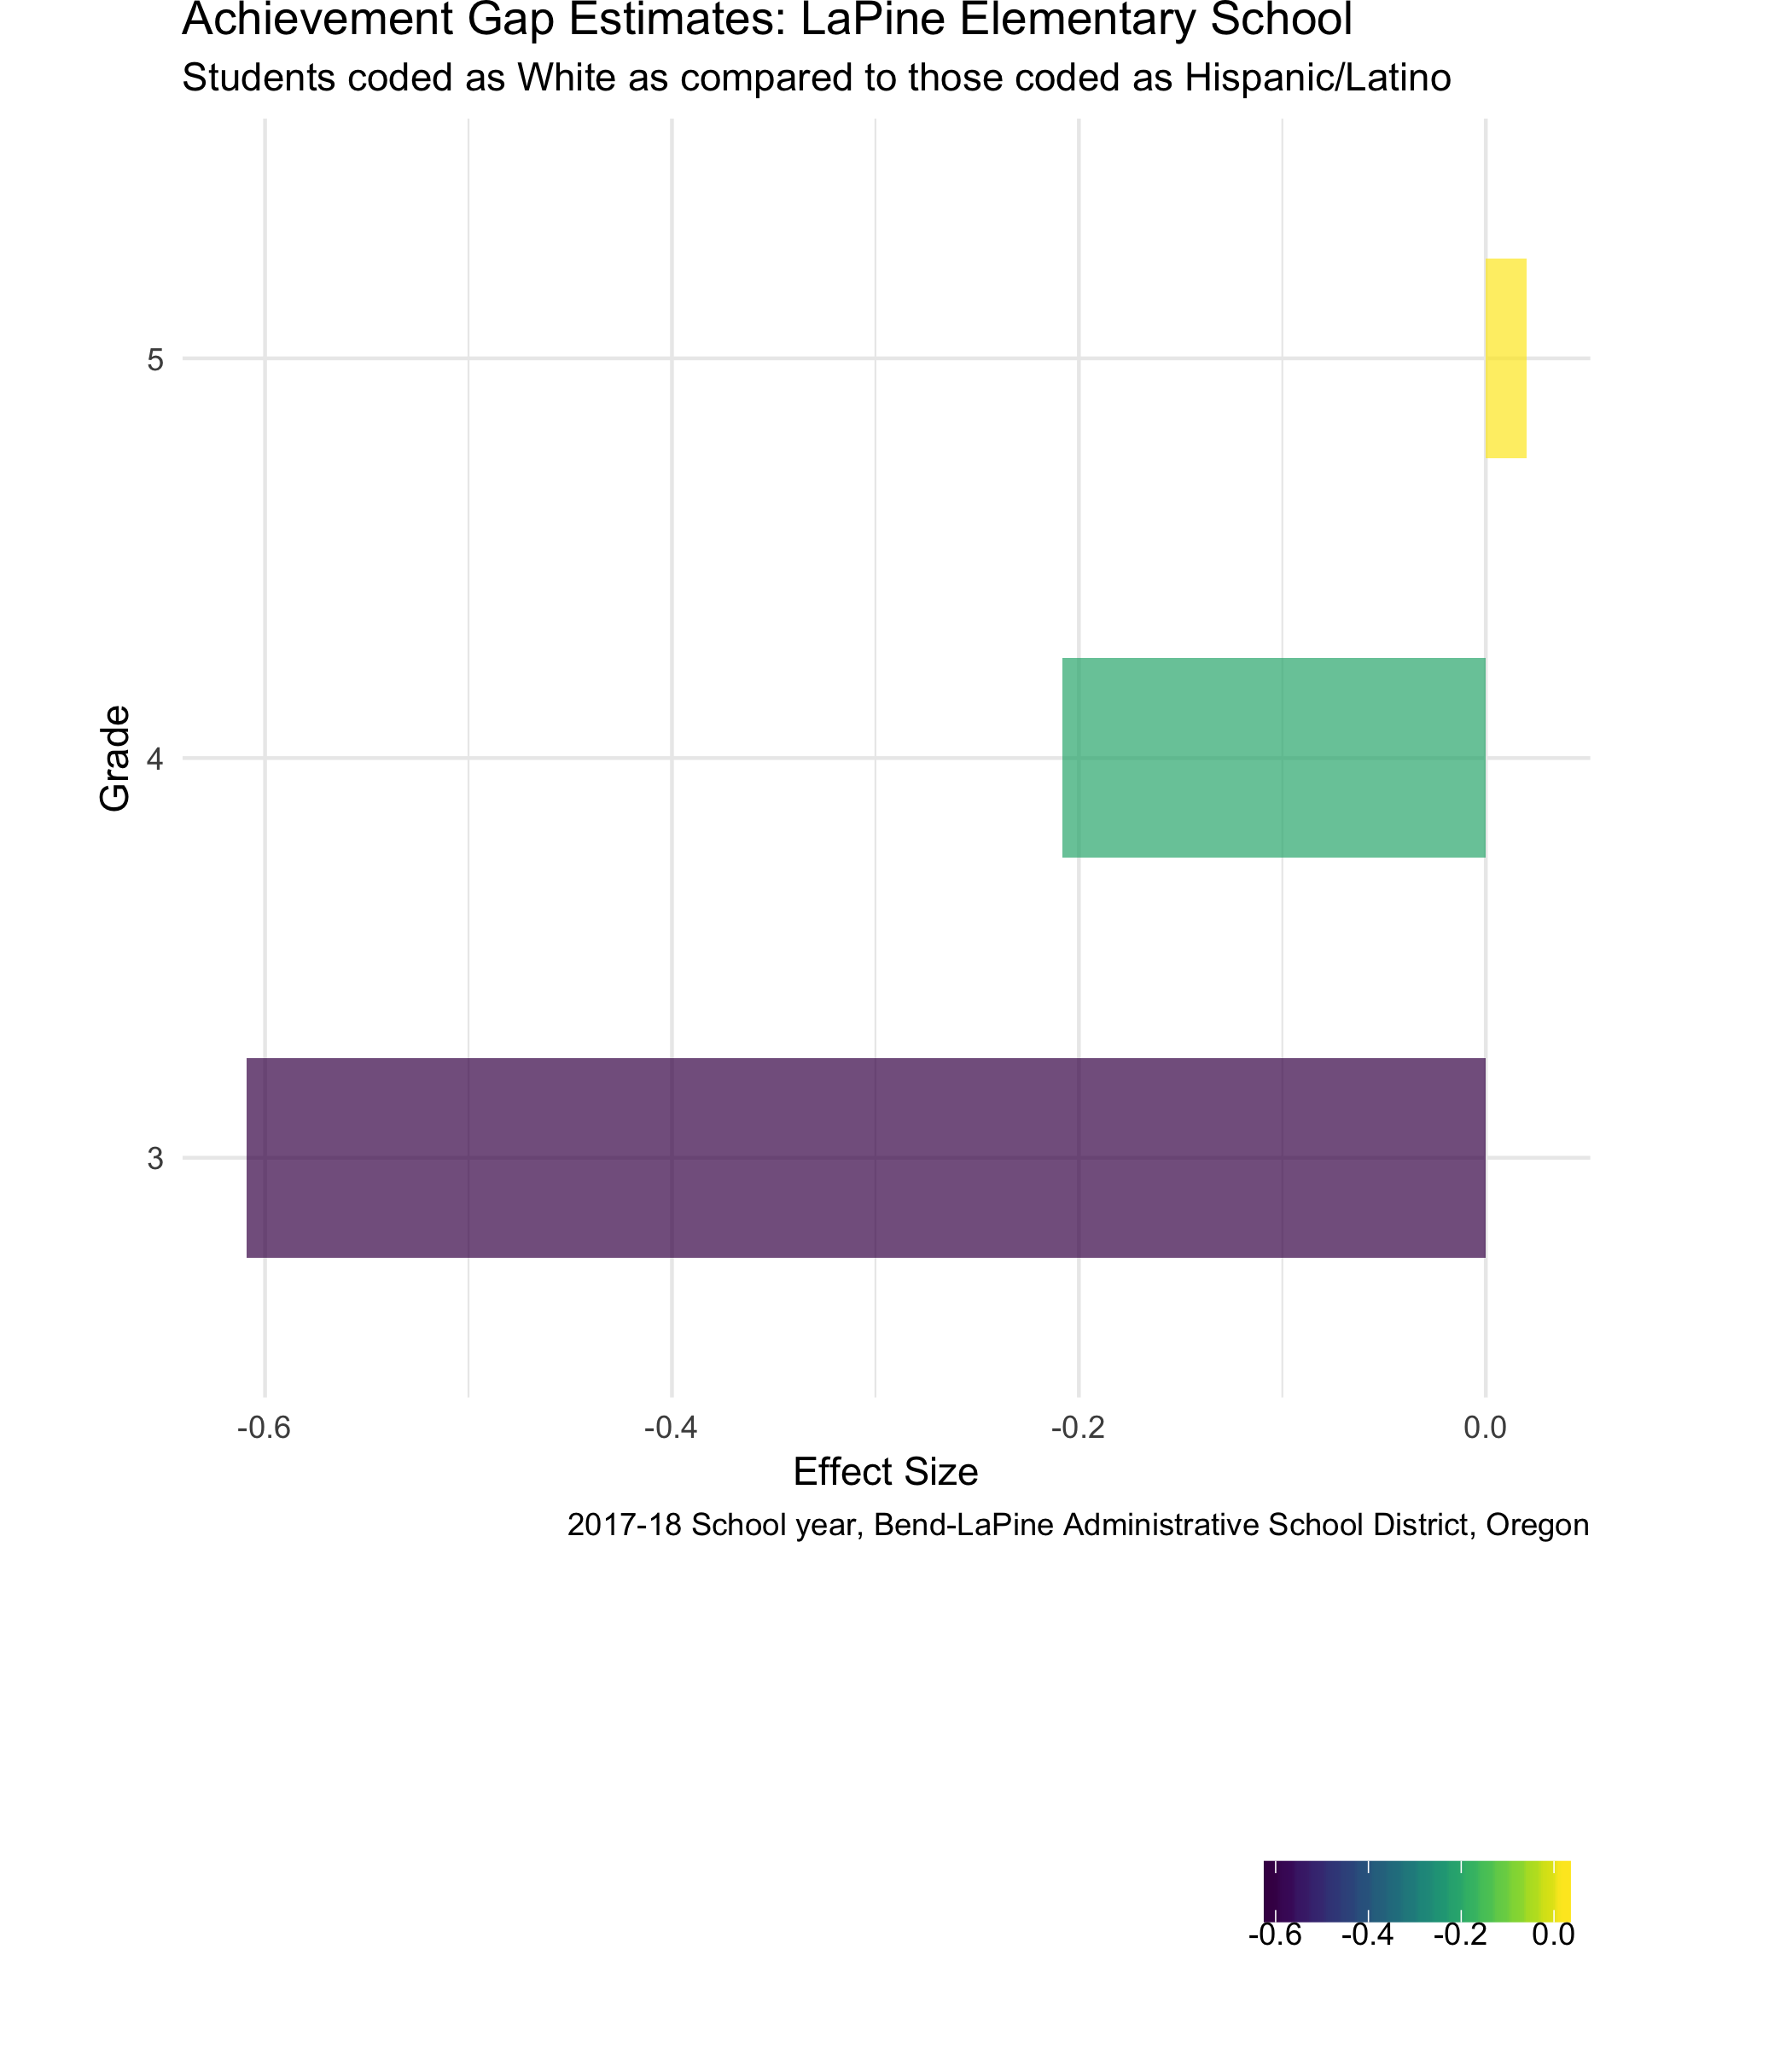 Achievement Gap Estimates: LaPine Elementary School
Students coded as White as compared to those coded as Hispanic/Latino
5
4
3
Grade
-0.6 -0.4 -0.2 0.0
Effect Size
2017-18 School year, Bend-LaPine Administrative School District, Oregon
-0.6 -0.4 -0.2 0.0